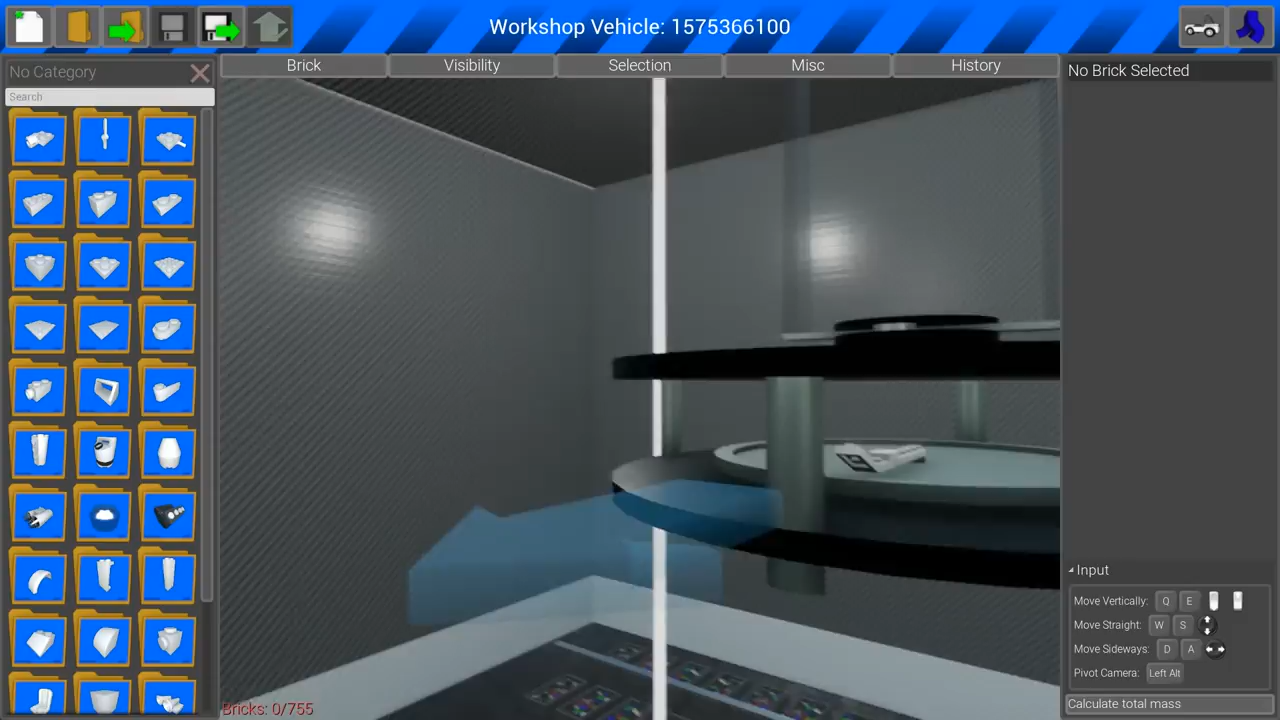 Workshop Vehicle: 1575366100
No Category
Search
Brick
Visibility
Selection
Misc
History
Bricks: 0/755
No Brick Selected
Input
Move Vertically: Q E
Move Straight: W S
Move Sideways: D A
Pivot Camera: Left Alt
Calculate total mass